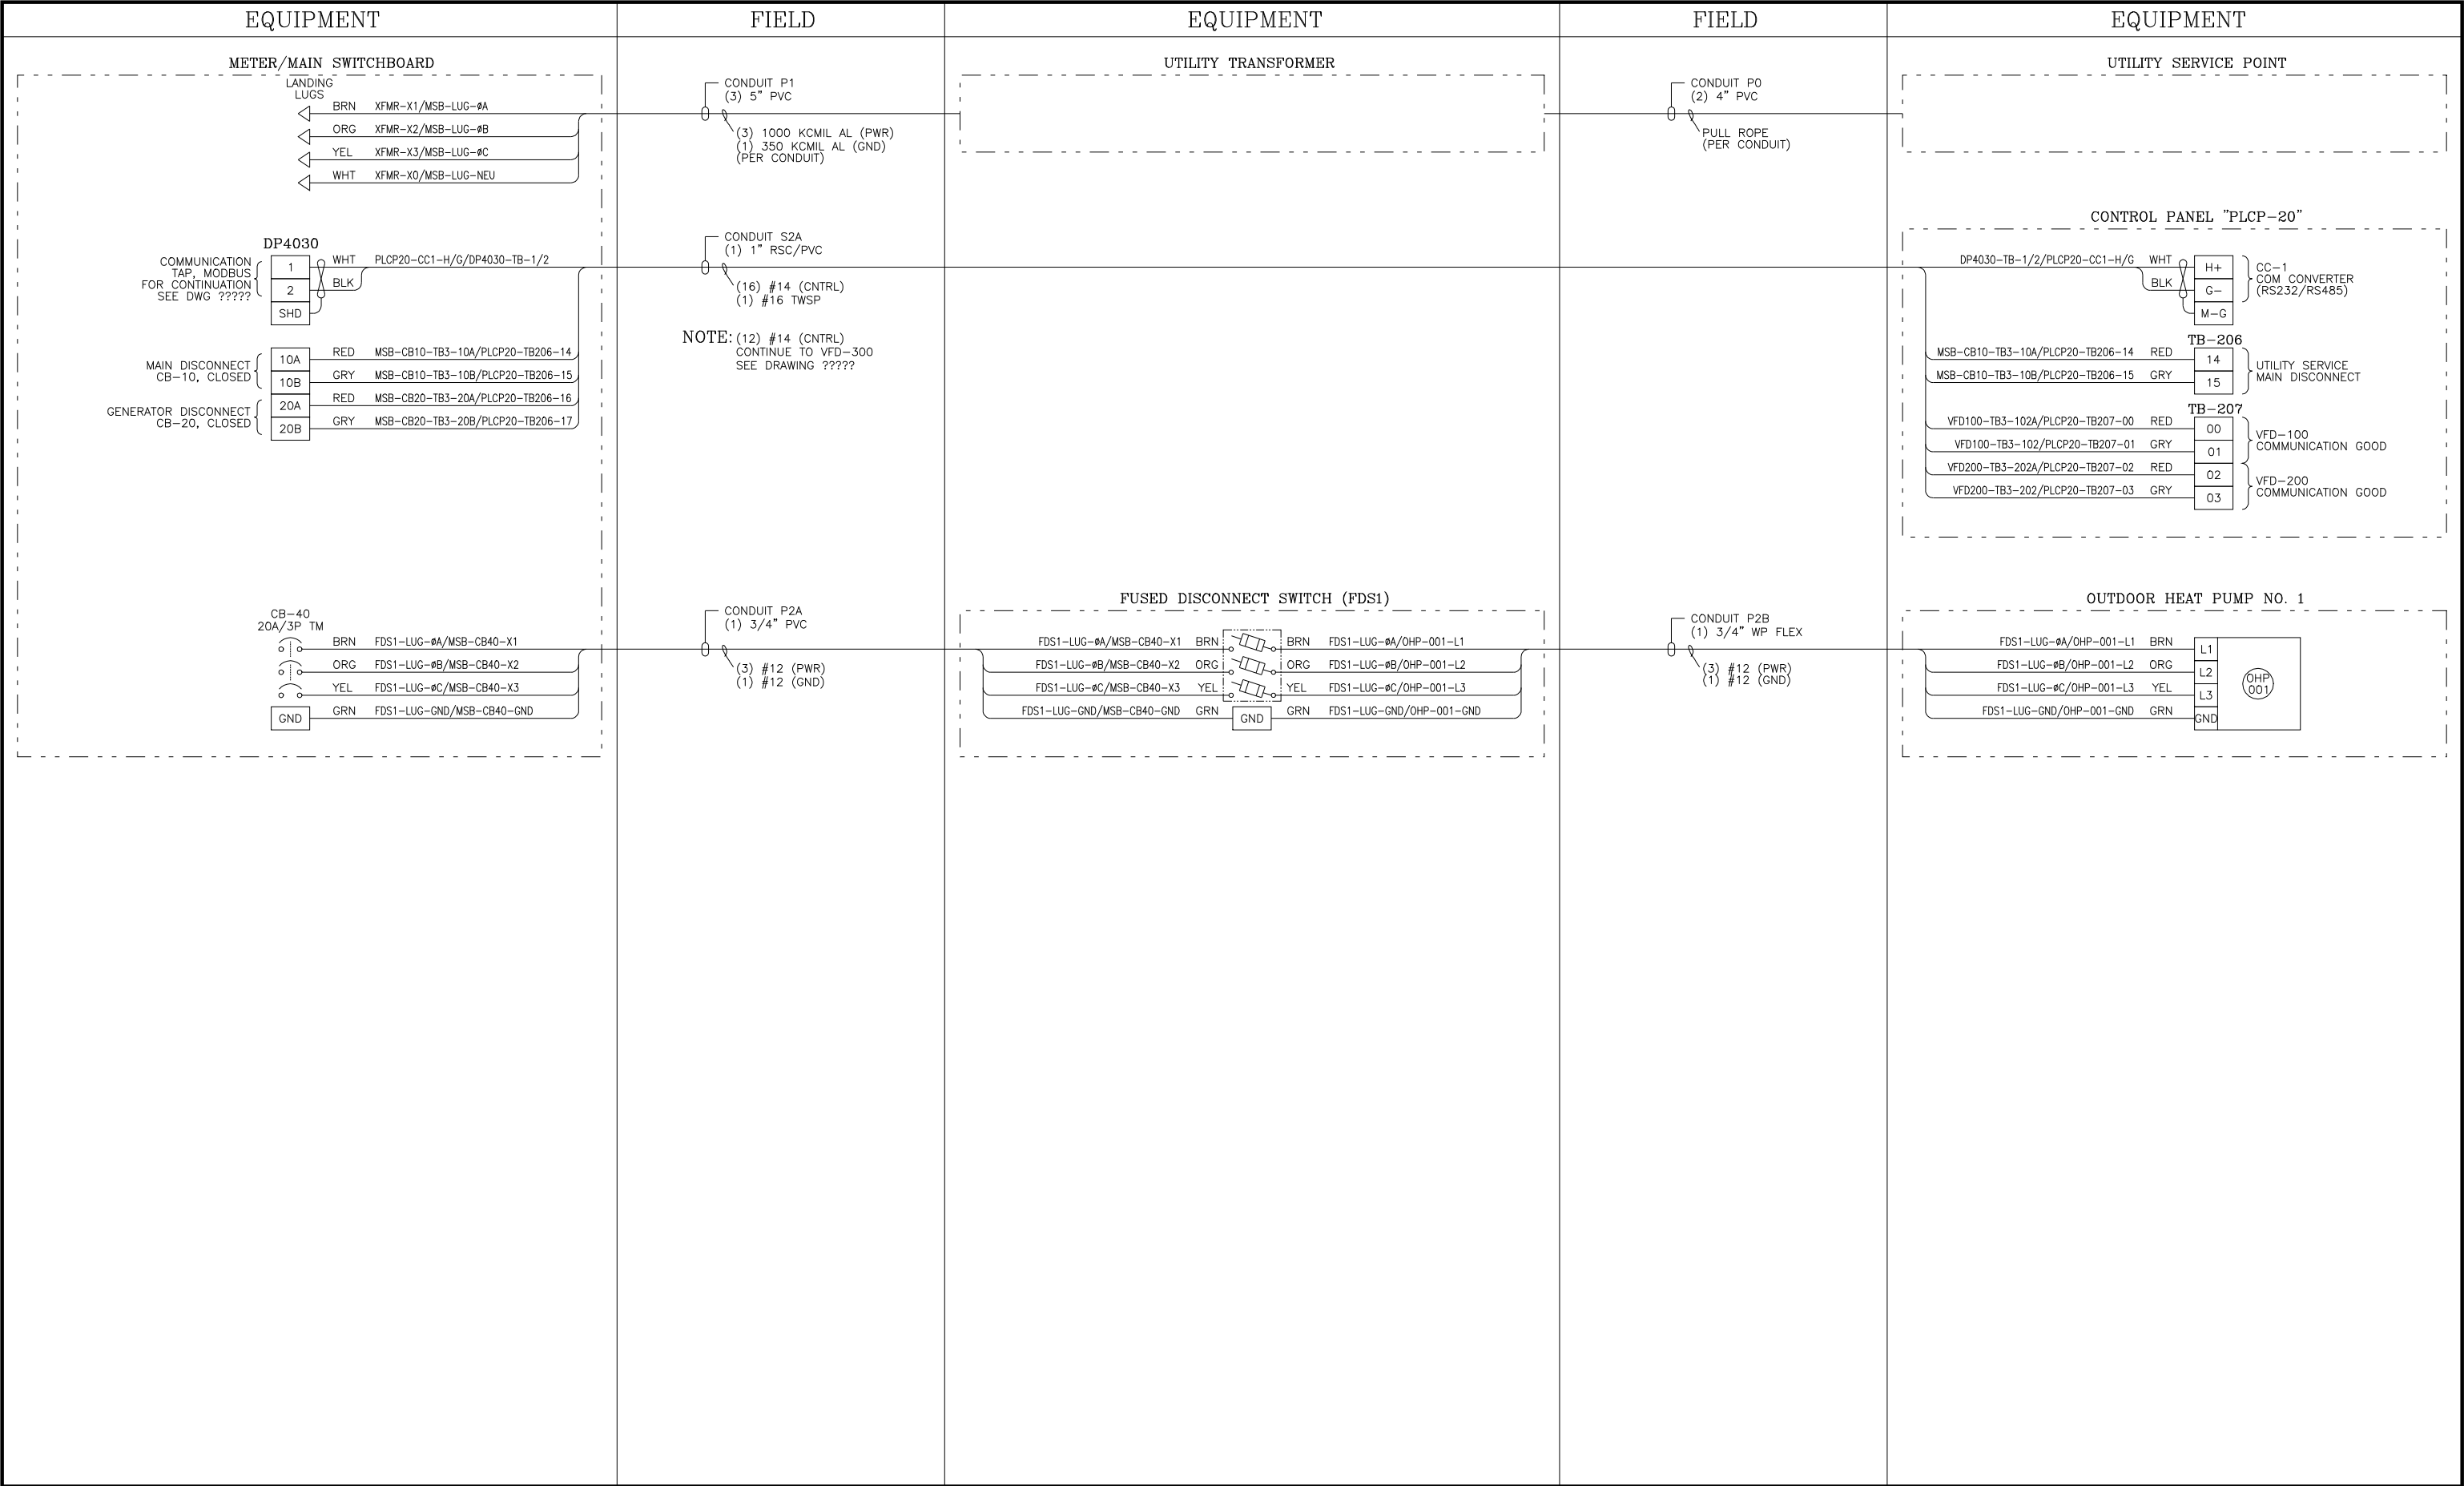 EQUIPMENT
FIELD
EQUIPMENT
FIELD
EQUIPMENT
METER/MAIN SWITCHBOARD
LANDING
LUGS
BRN XFMR-X1/MSB-LUG-øA
ORG XFMR-X2/MSB-LUG-øB
YEL XFMR-X3/MSB-LUG-øC
WHT XFMR-X0/MSB-LUG-NEU
CONDUIT P1
(3) 5" PVC
(3) 1000 KCMIL AL (PWR)
(1) 350 KCMIL AL (GND)
(PER CONDUIT)
UTILITY TRANSFORMER
CONDUIT P0
(2) 4" PVC
PULL ROPE
(PER CONDUIT)
UTILITY SERVICE POINT
DP4030
COMMUNICATION
TAP, MODBUS
FOR CONTINUATION
SEE DWG ?????
1 WHT PLCP20-CC1-H/G/DP4030-TB-1/2
2 BLK
SHD
MAIN DISCONNECT
CB-10, CLOSED
10A RED MSB-CB10-TB3-10A/PLCP20-TB206-14
10B GRY MSB-CB10-TB3-10B/PLCP20-TB206-15
GENERATOR DISCONNECT
CB-20, CLOSED
20A RED MSB-CB20-TB3-20A/PLCP20-TB206-16
20B GRY MSB-CB20-TB3-20B/PLCP20-TB206-17
CONDUIT S2A
(1) 1" RSC/PVC
(16) #14 (CNTRL)
(1) #16 TWSP
NOTE: (12) #14 (CNTRL)
CONTINUE TO VFD-300
SEE DRAWING ?????
CONTROL PANEL "PLCP-20"
DP4030-TB-1/2/PLCP20-CC1-H/G WHT H+
BLK G-
M-G
CC-1
COM CONVERTER
(RS232/RS485)
TB-206
MSB-CB10-TB3-10A/PLCP20-TB206-14 RED 14
MSB-CB10-TB3-10B/PLCP20-TB206-15 GRY 15
UTILITY SERVICE
MAIN DISCONNECT
TB-207
VFD100-TB3-102A/PLCP20-TB207-00 RED 00
VFD100-TB3-102/PLCP20-TB207-01 GRY 01
VFD-100
COMMUNICATION GOOD
VFD200-TB3-202A/PLCP20-TB207-02 RED 02
VFD200-TB3-202/PLCP20-TB207-03 GRY 03
VFD-200
COMMUNICATION GOOD
CB-40
20A/3P TM
BRN FDS1-LUG-øA/MSB-CB40-X1
ORG FDS1-LUG-øB/MSB-CB40-X2
YEL FDS1-LUG-øC/MSB-CB40-X3
GND GRN FDS1-LUG-GND/MSB-CB40-GND
CONDUIT P2A
(1) 3/4" PVC
(3) #12 (PWR)
(1) #12 (GND)
FUSED DISCONNECT SWITCH (FDS1)
FDS1-LUG-øA/MSB-CB40-X1 BRN BRN FDS1-LUG-øA/OHP-001-L1
FDS1-LUG-øB/MSB-CB40-X2 ORG ORG FDS1-LUG-øB/OHP-001-L2
FDS1-LUG-øC/MSB-CB40-X3 YEL YEL FDS1-LUG-øC/OHP-001-L3
FDS1-LUG-GND/MSB-CB40-GND GRN GND GRN FDS1-LUG-GND/OHP-001-GND
CONDUIT P2B
(1) 3/4" WP FLEX
(3) #12 (PWR)
(1) #12 (GND)
OUTDOOR HEAT PUMP NO. 1
FDS1-LUG-øA/OHP-001-L1 BRN L1
FDS1-LUG-øB/OHP-001-L2 ORG L2
FDS1-LUG-øC/OHP-001-L3 YEL L3
FDS1-LUG-GND/OHP-001-GND GRN GND
OHP
001